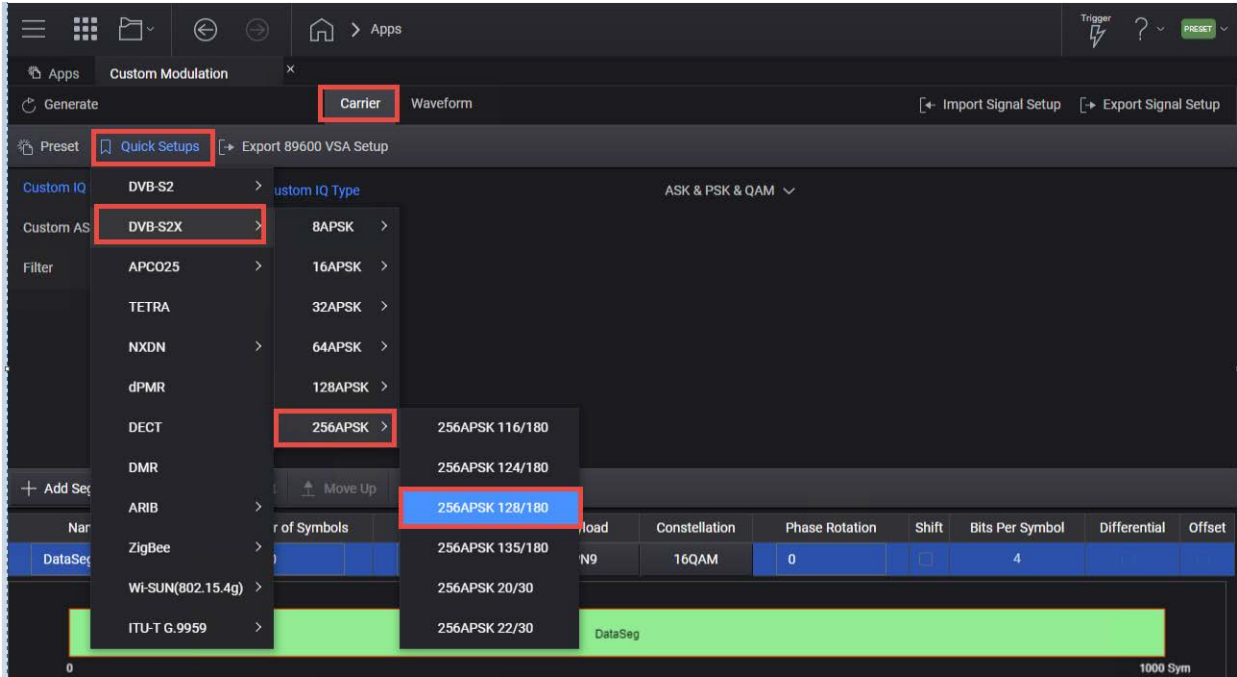 Apps
Trigger
PRESET
Apps Custom Modulation
Generate Carrier Waveform Import Signal Setup Export Signal Setup
Preset Quick Setups Export 89600 VSA Setup
Custom IQ DVB-S2 ustom IQ Type ASK & PSK & QAM
Custom AS DVB-S2X 8APSK
Filter APCO25 16APSK
TETRA 32APSK
NXDN 64APSK
dPMR 128APSK
DECT 256APSK 256APSK 116/180
DMR 256APSK 124/180
+ Add Seg Move Up
ARIB 256APSK 128/180
Nar r of Symbols load Constellation Phase Rotation Shift Bits Per Symbol Differential Offset
ZigBee 256APSK 135/180
DataSeg N9 16QAM 0 4
Wi-SUN(802.15.4g) 256APSK 20/30
ITU-T G.9959 256APSK 22/30
DataSeg
0 1000 Sym